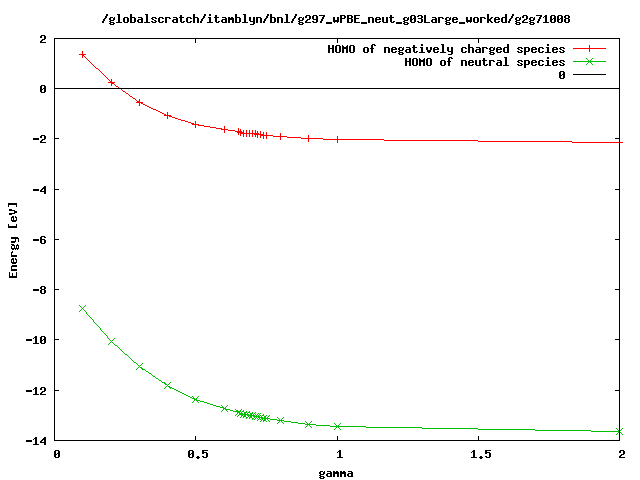 /globalscratch/itamblyn/bnl/g297_wPBE_neut_g03Large_worked/g2g71008
HOMO of negatively charged species
HOMO of neutral species
0
2
0
-2
-4
-6
-8
-10
-12
-14
Energy [eV]
0 0.5 1 1.5 2
gamma